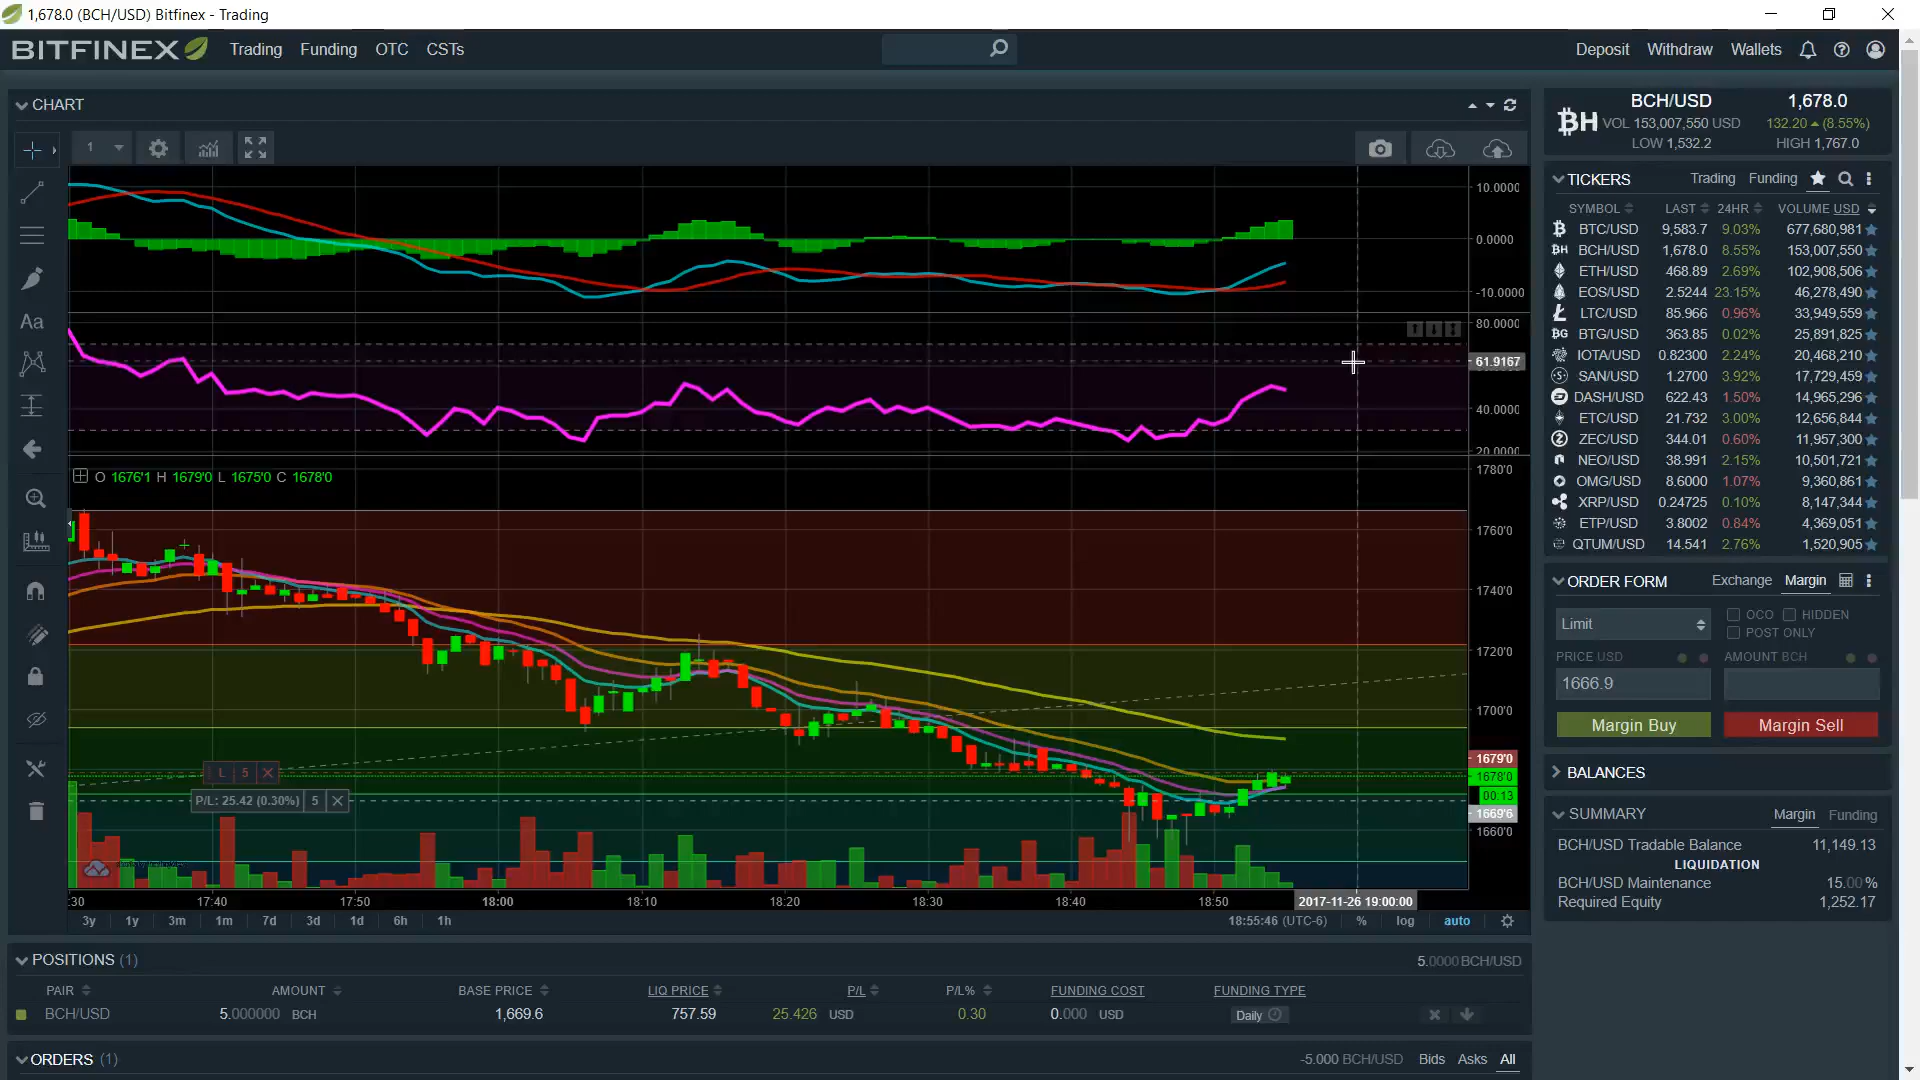 1,678.0 (BCH/USD) Bitfinex - Trading
BITFINEX Trading Funding OTC CSTs Deposit Withdraw Wallets
CHART
1
10.0000
0.0000
-10.0000
80.0000
61.9167
40.0000
20.0000
O 1676'1 H 1679'0 L 1675'0 C 1678'0
1780'0
1760'0
1740'0
1720'0
1700'0
1679'0
1678'0
00:13
1669'6
1660'0
L 5
P/L: 25.42 (0.30%) 5
:30 17:40 17:50 18:00 18:10 18:20 18:30 18:40 18:50 2017-11-26 19:00:00
3y 1y 3m 1m 7d 3d 1d 6h 1h 18:55:46 (UTC-6) % log auto
POSITIONS (1) 5.0000 BCH/USD
PAIR AMOUNT BASE PRICE LIQ PRICE P/L P/L% FUNDING COST FUNDING TYPE
BCH/USD 5.000000 BCH 1,669.6 757.59 25.426 USD 0.30 0.000 USD Daily
ORDERS (1) -5.000 BCH/USD Bids Asks All
BCH/USD 1,678.0
VOL 153,007,550 USD 132.20 (8.55%)
LOW 1,532.2 HIGH 1,767.0
TICKERS Trading Funding
SYMBOL LAST 24HR VOLUME USD
BTC/USD 9,583.7 9.03% 677,680,981
BCH/USD 1,678.0 8.55% 153,007,550
ETH/USD 468.89 2.69% 102,908,506
EOS/USD 2.5244 23.15% 46,278,490
LTC/USD 85.966 0.96% 33,949,559
BTG/USD 363.85 0.02% 25,891,825
IOTA/USD 0.82300 2.24% 20,468,210
SAN/USD 1.2700 3.92% 17,729,459
DASH/USD 622.43 1.50% 14,965,296
ETC/USD 21.732 3.00% 12,656,844
ZEC/USD 344.01 0.60% 11,957,300
NEO/USD 38.991 2.15% 10,501,721
OMG/USD 8.6000 1.07% 9,360,861
XRP/USD 0.24725 0.10% 8,147,344
ETP/USD 3.8002 0.84% 4,369,051
QTUM/USD 14.541 2.76% 1,520,905
ORDER FORM Exchange Margin
Limit OCO HIDDEN
POST ONLY
PRICE USD AMOUNT BCH
1666.9
Margin Buy Margin Sell
BALANCES
SUMMARY Margin Funding
BCH/USD Tradable Balance 11,149.13
LIQUIDATION
BCH/USD Maintenance 15.00 %
Required Equity 1,252.17